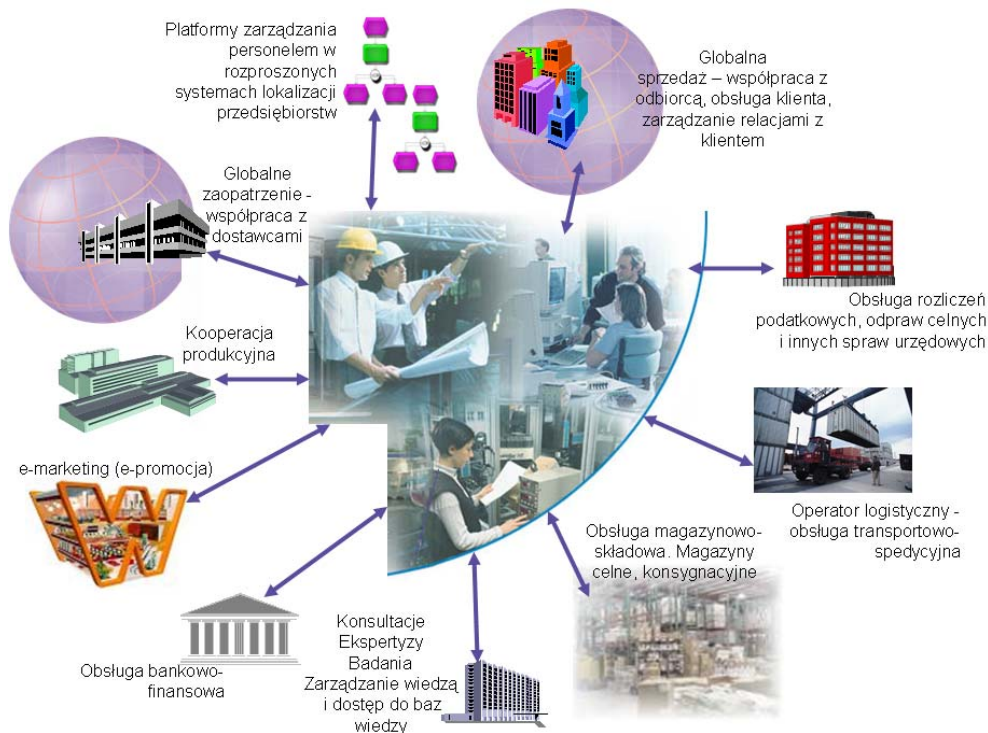 Platformy zarządzania
personelem w
rozproszonych
systemach lokalizacji
przedsiębiorstw
Globalna
sprzedaż – współpraca z
odbiorcą, obsługa klienta,
zarządzanie relacjami z
klientem
Globalne
zaopatrzenie -
współpraca z
dostawcami
Obsługa rozliczeń
podatkowych, odpraw celnych
i innych spraw urzędowych
Kooperacja
produkcyjna
e-marketing (e-promocja)
Operator logistyczny -
obsługa transportowo-
spedycyjna
Obsługa magazynowo-
składowa. Magazyny
celne, konsygnacyjne
Konsultacje
Ekspertyzy
Badania
Zarządzanie wiedzą
i dostęp do baz
wiedzy
Obsługa bankowo-
finansowa